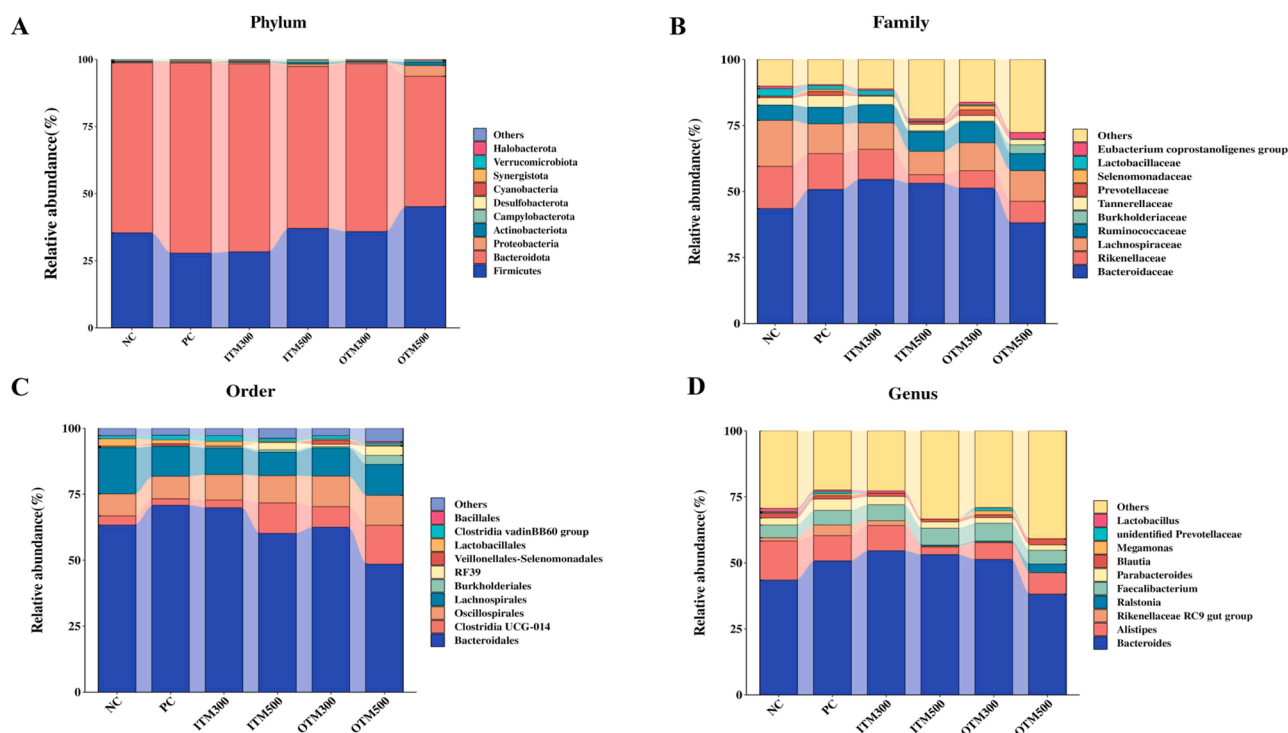 A
Phylum
Relative abundance(%)
100
75
50
25
0
NC
PC
ITM300
ITM500
OTM300
OTM500
Others
Halobacterota
Verrucomicrobiota
Synergistota
Cyanobacteria
Desulfobacterota
Campylobacterota
Actinobacteriota
Proteobacteria
Bacteroidota
Firmicutes
B
Family
Relative abundance(%)
100
75
50
25
0
NC
PC
ITM300
ITM500
OTM300
OTM500
Others
Eubacterium coprostanoligenes group
Lactobacillaceae
Selenomonadaceae
Prevotellaceae
Tannerellaceae
Burkholderiaceae
Ruminococcaceae
Lachnospiraceae
Rikenellaceae
Bacteroidaceae
C
Order
Relative abundance(%)
100
75
50
25
0
NC
PC
ITM300
ITM500
OTM300
OTM500
Others
Bacillales
Clostridia vadinBB60 group
Lactobacillales
Veillonellales-Selenomonadales
RF39
Burkholderiales
Lachnospirales
Oscillospirales
Clostridia UCG-014
Bacteroidales
D
Genus
Relative abundance(%)
100
75
50
25
0
NC
PC
ITM300
ITM500
OTM300
OTM500
Others
Lactobacillus
unidentified Prevotellaceae
Megamonas
Blautia
Parabacteroides
Faecalibacterium
Ralstonia
Rikenellaceae RC9 gut group
Alistipes
Bacteroides